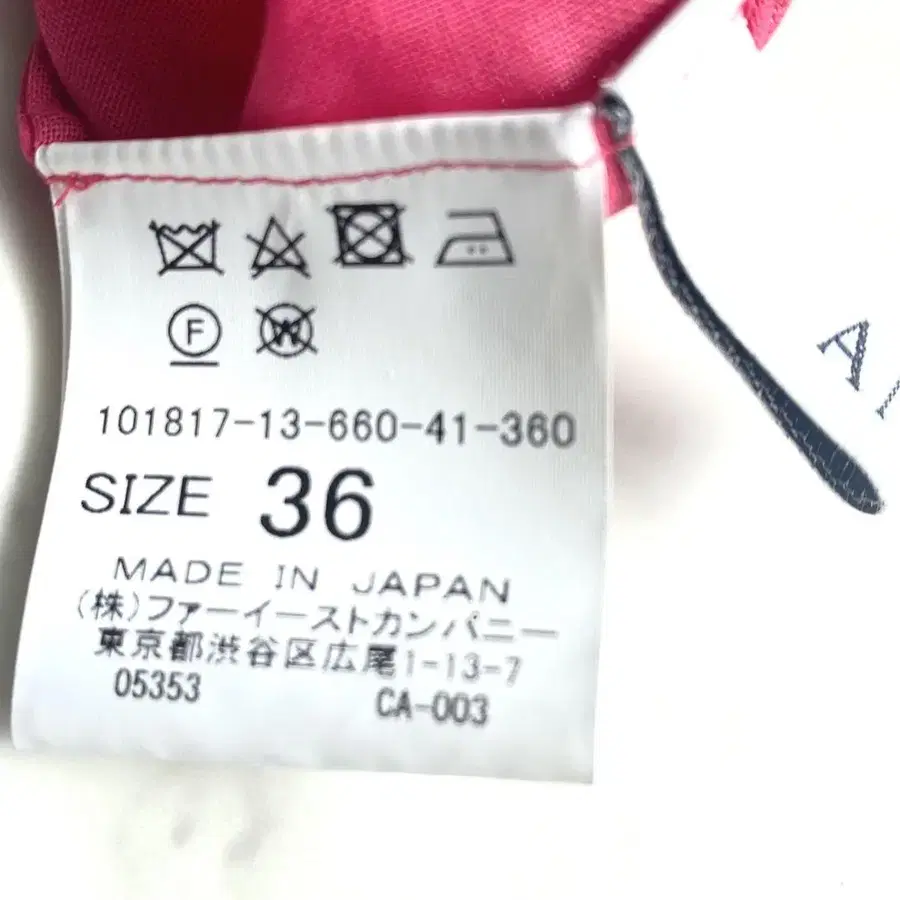 F
W
101817-13-660-41-360
SIZE 36
MADE IN JAPAN
(株)ファーイーストカンパニー
東京都渋谷区広尾1-13-7
05353 CA-003
A